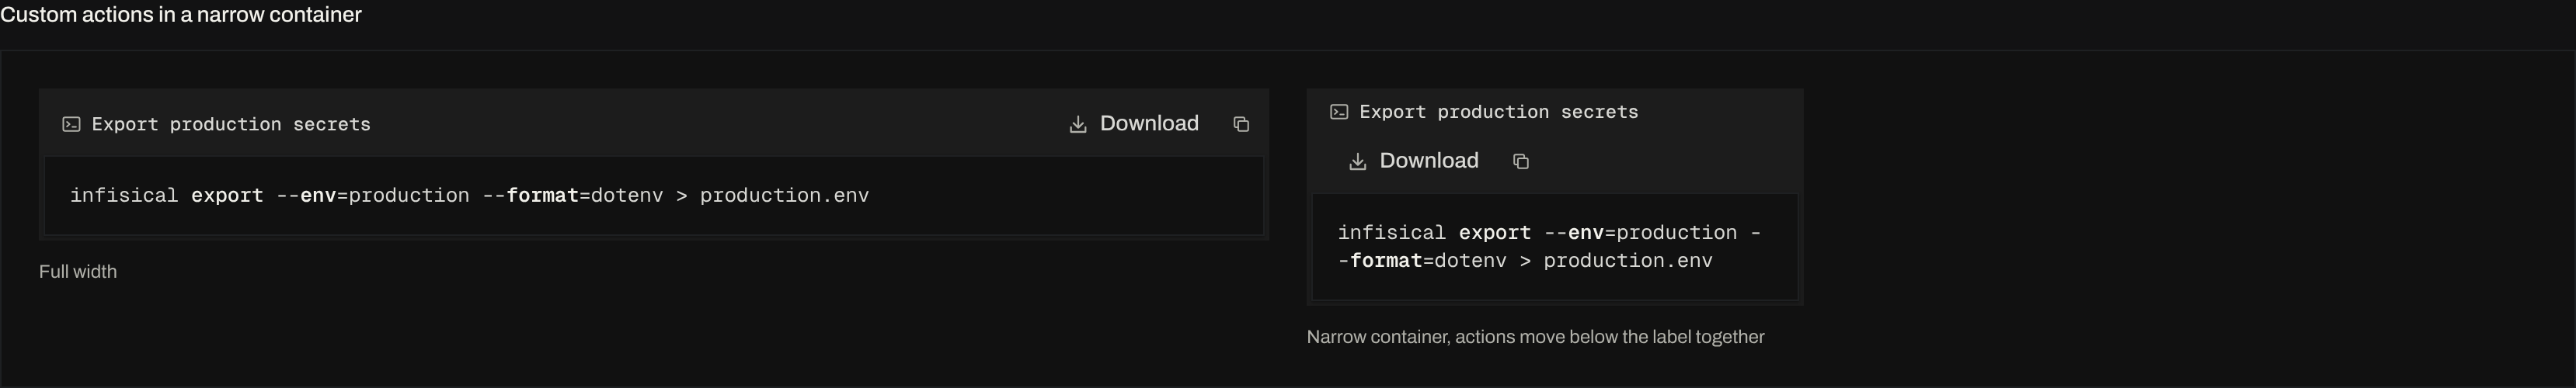 Custom actions in a narrow container
Export production secrets
Download
infisical export --env=production --format=dotenv > production.env
Full width
Export production secrets
Download
infisical export --env=production -
-format=dotenv > production.env
Narrow container, actions move below the label together